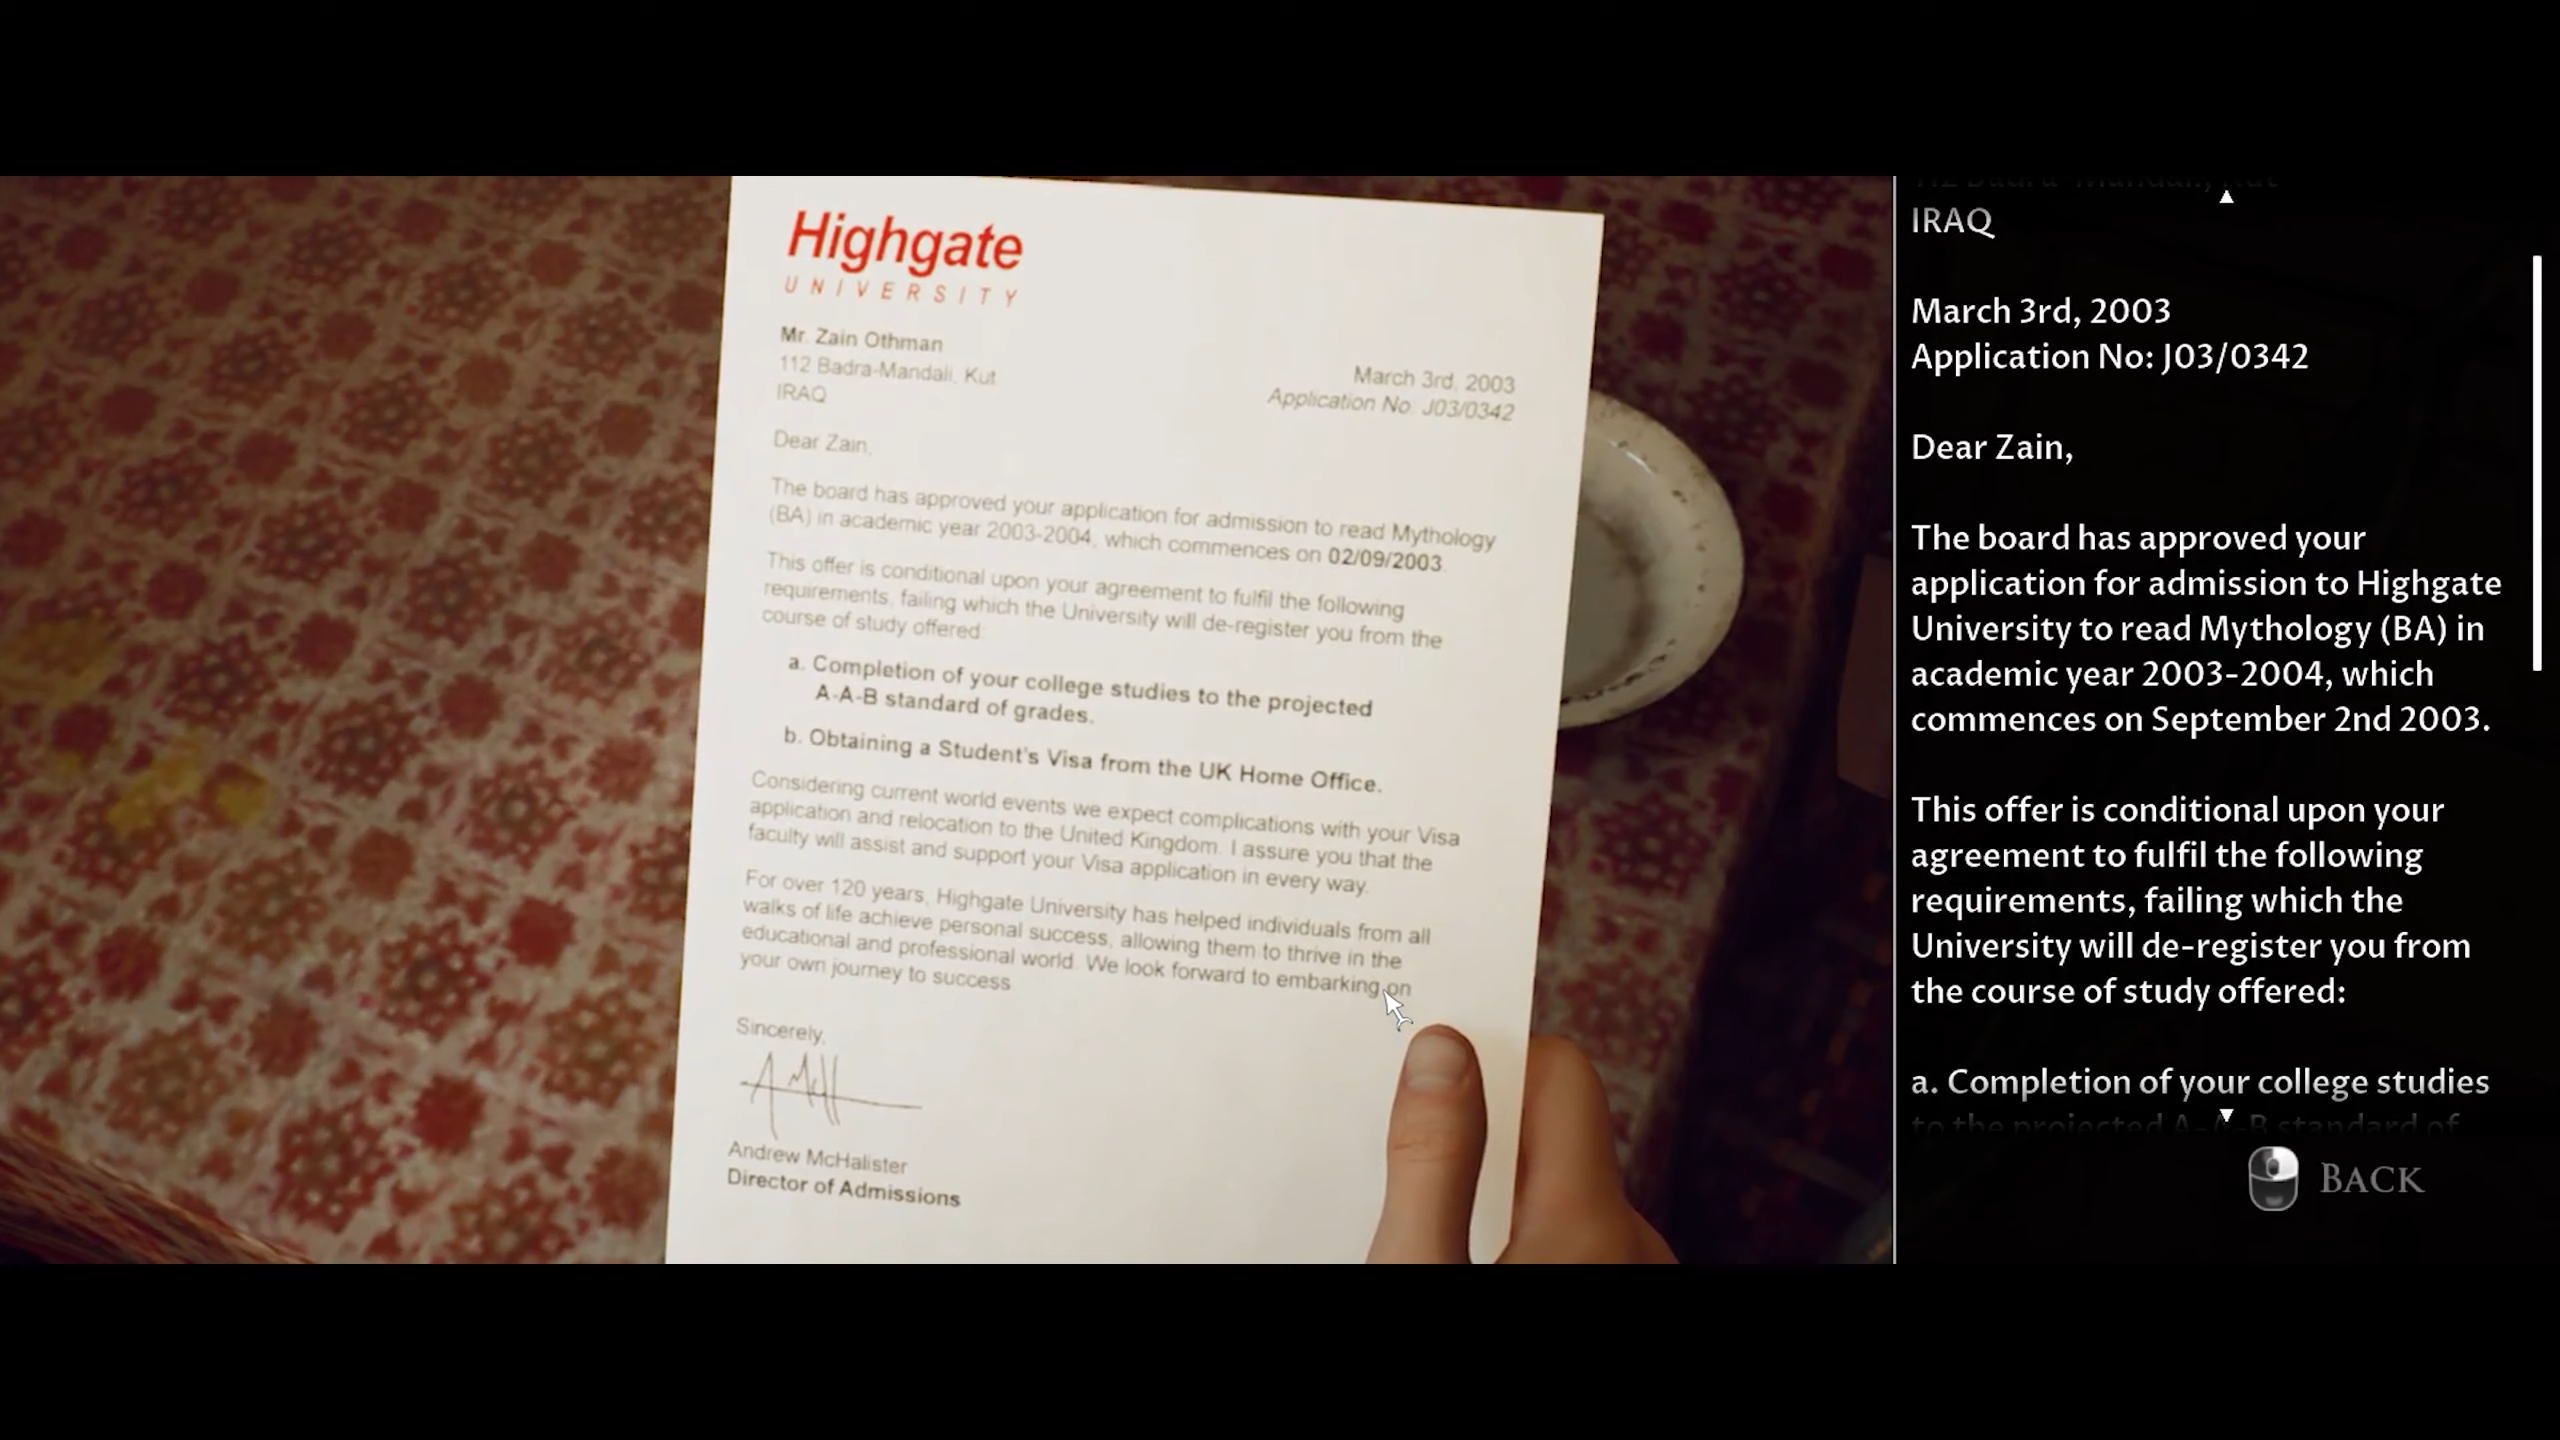 Highgate
UNIVERSITY
Mr. Zain Othman
112 Badra-Mandali, Kut
IRAQ
March 3rd, 2003
Application No: J03/0342
Dear Zain,
The board has approved your application for admission to read Mythology
(BA) in academic year 2003-2004, which commences on 02/09/2003.
This offer is conditional upon your agreement to fulfil the following
requirements, failing which the University will de-register you from the
course of study offered:
a. Completion of your college studies to the projected
A-A-B standard of grades.
b. Obtaining a Student's Visa from the UK Home Office.
Considering current world events we expect complications with your Visa
application and relocation to the United Kingdom. I assure you that the
faculty will assist and support your Visa application in every way.
For over 120 years, Highgate University has helped individuals from all
walks of life achieve personal success, allowing them to thrive in the
educational and professional world. We look forward to embarking on
your own journey to success
Sincerely,
Andrew McHalister
Director of Admissions
112 Badra-Mandali, Kut
IRAQ
March 3rd, 2003
Application No: J03/0342
Dear Zain,
The board has approved your
application for admission to Highgate
University to read Mythology (BA) in
academic year 2003-2004, which
commences on September 2nd 2003.
This offer is conditional upon your
agreement to fulfil the following
requirements, failing which the
University will de-register you from
the course of study offered:
a. Completion of your college studies
to the projected A-A-B standard of
BACK